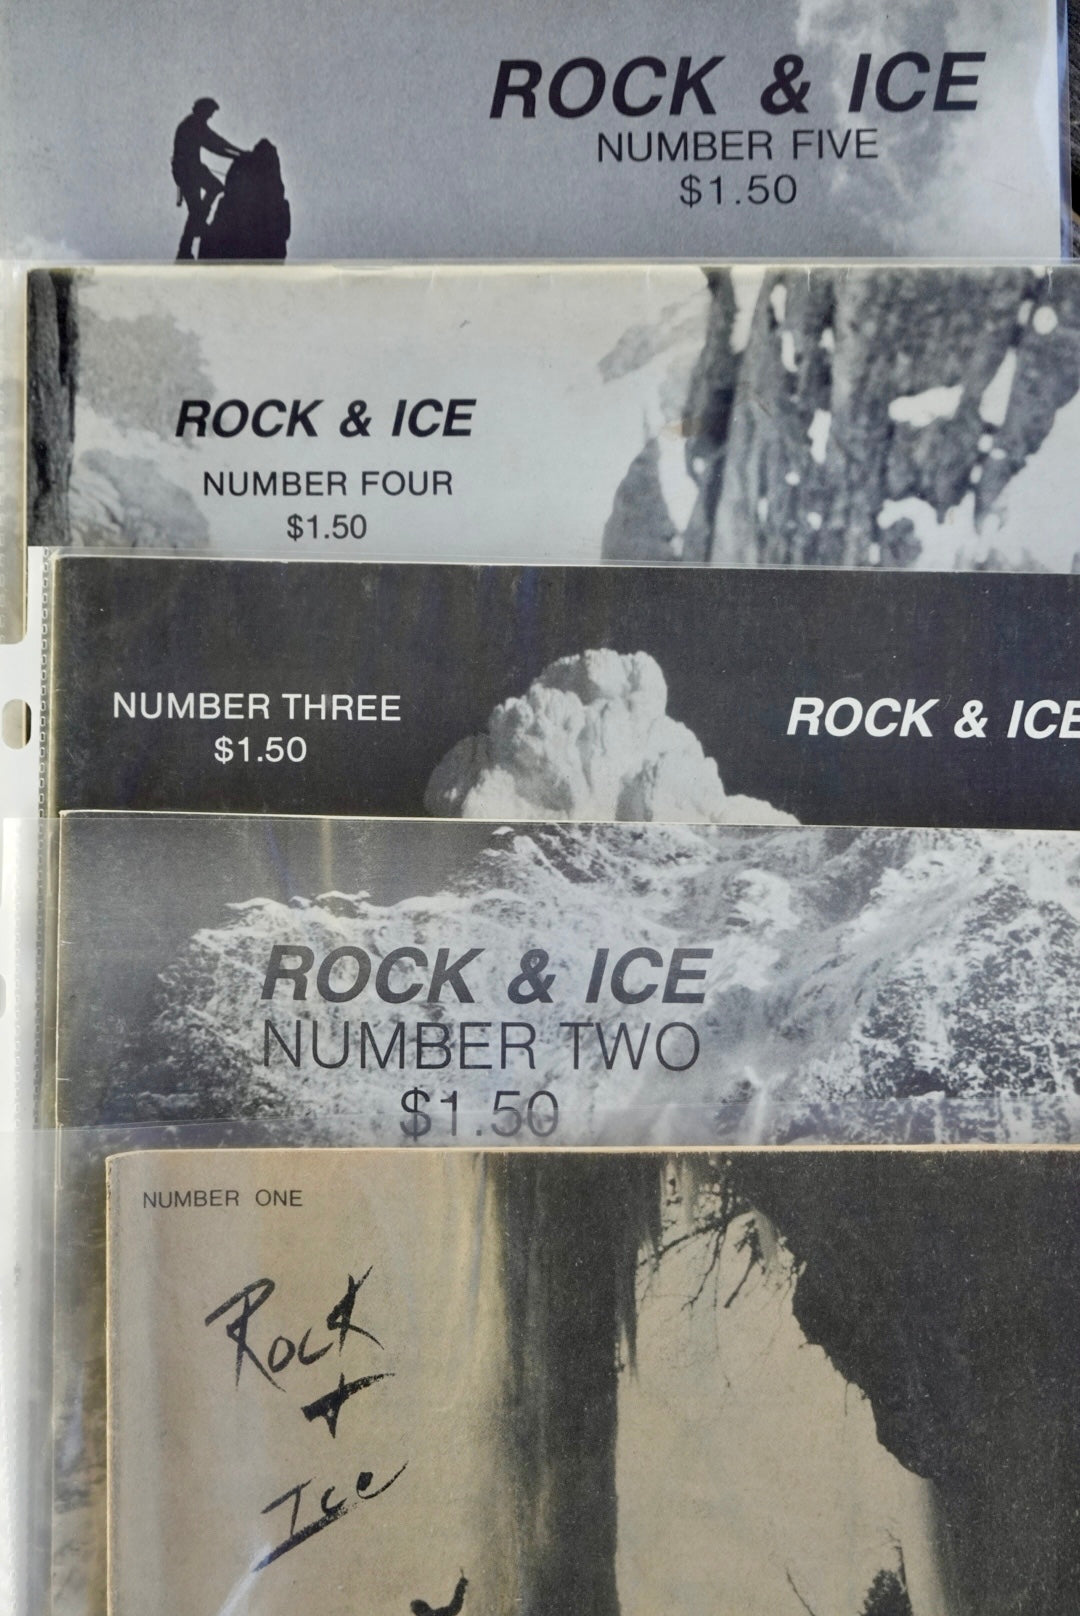 ROCK & ICE
NUMBER FIVE
$1.50
ROCK & ICE
NUMBER FOUR
$1.50
NUMBER THREE
$1.50
ROCK & ICE
ROCK & ICE
NUMBER TWO
$1.50
NUMBER ONE
Rock
+
Ice